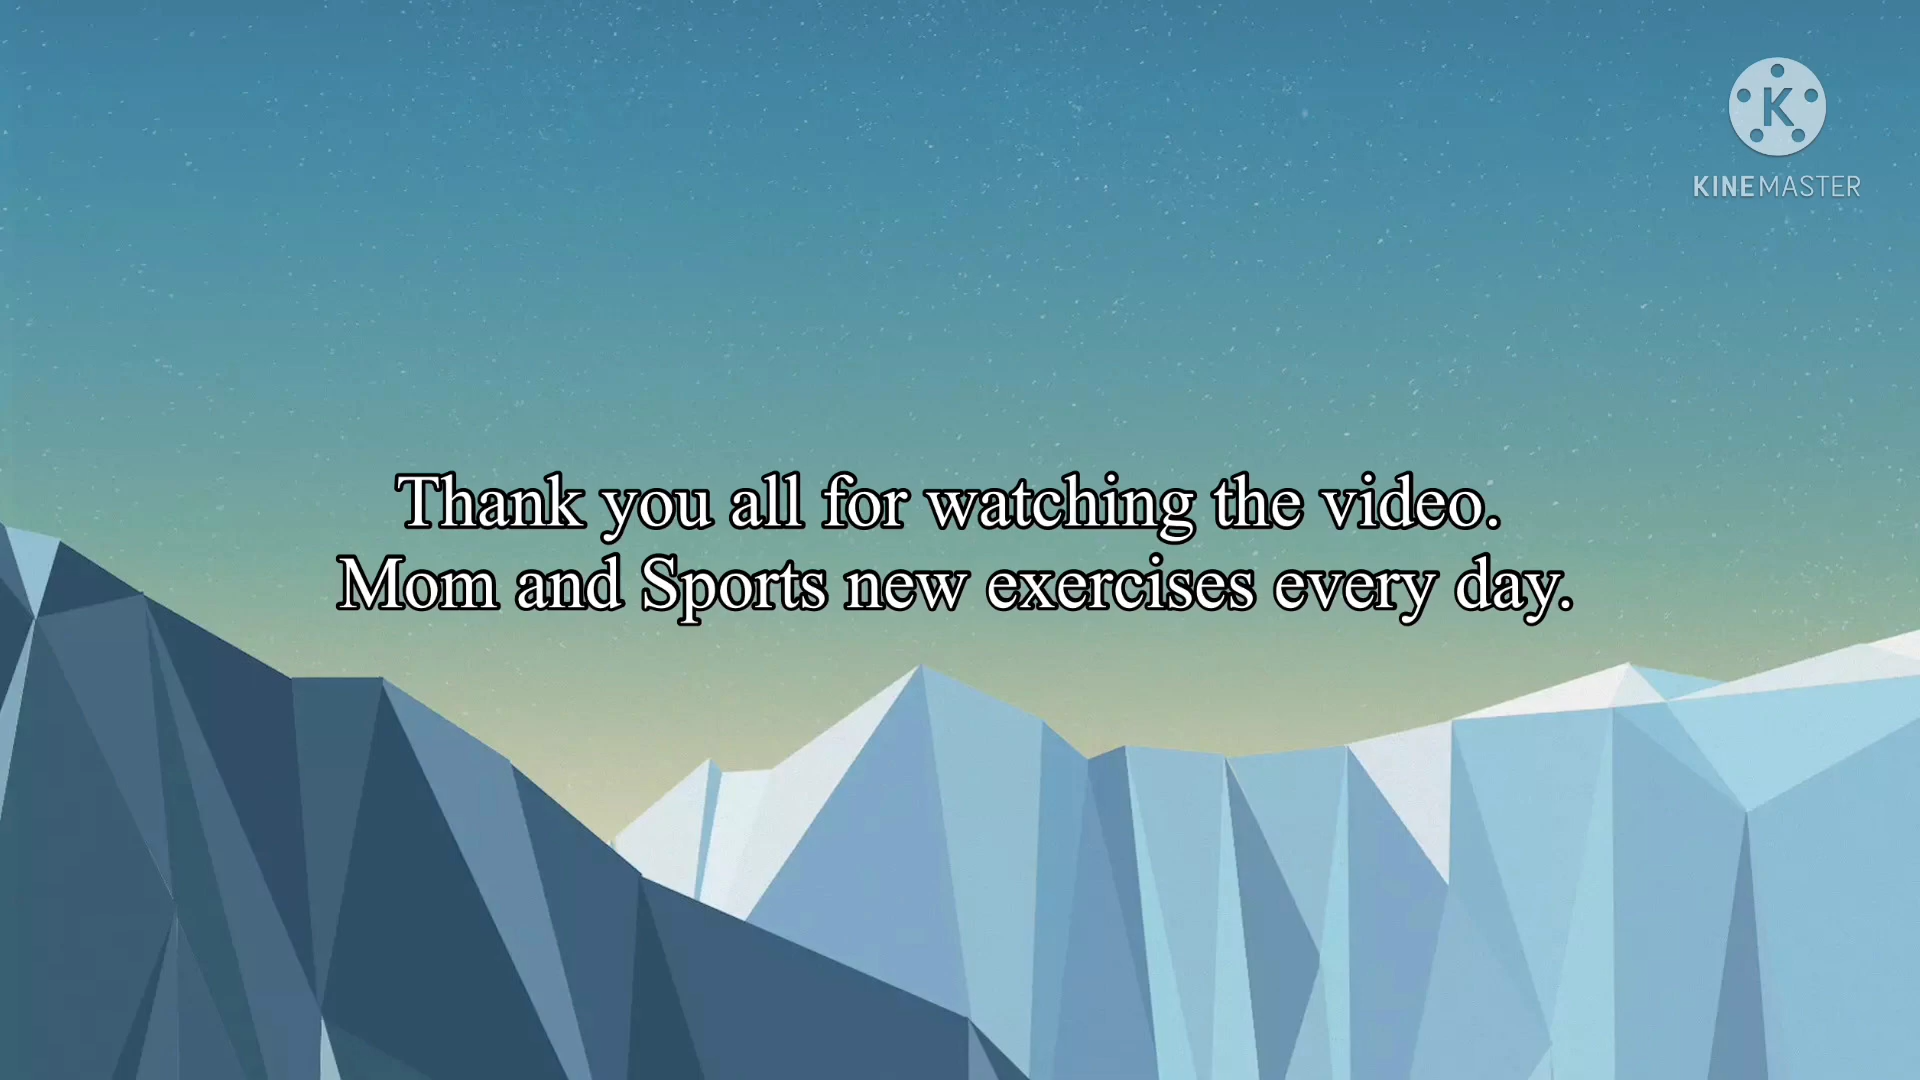 K
KINEMASTER
Thank you all for watching the video.
Mom and Sports new exercises every day.